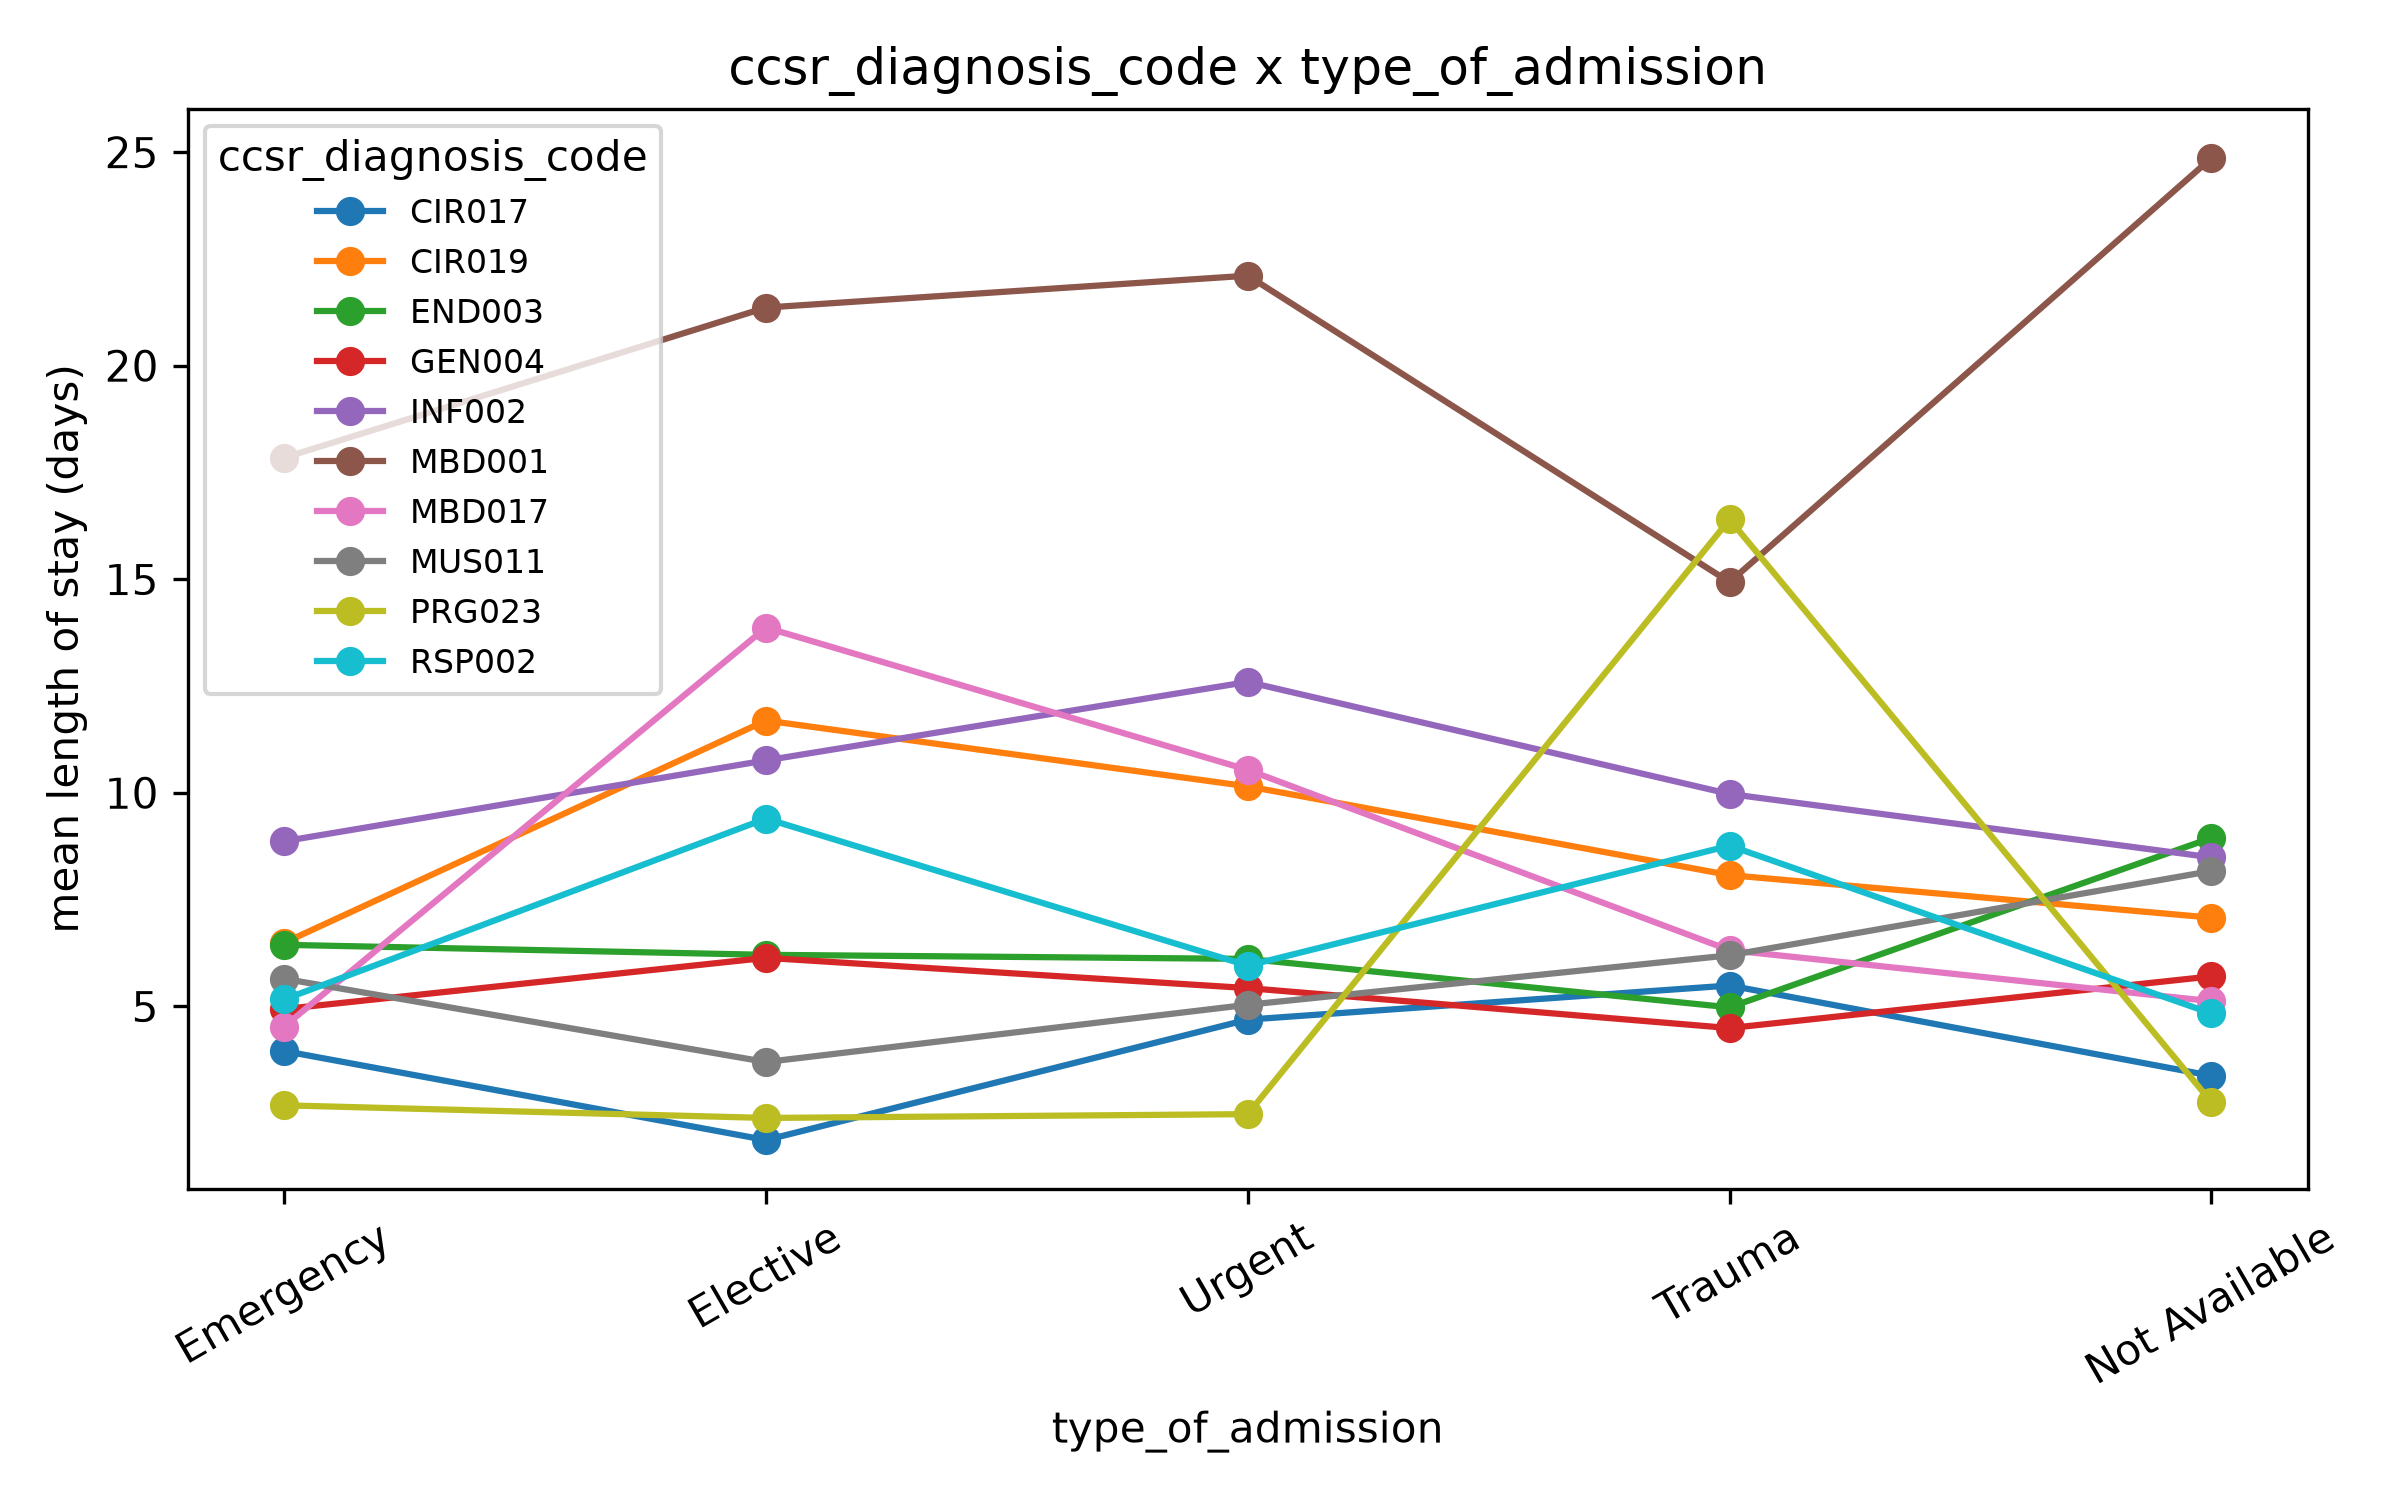 ccsr_diagnosis_code x type_of_admission
mean length of stay (days)
25
20
15
10
5
ccsr_diagnosis_code
CIR017
CIR019
END003
GEN004
INF002
MBD001
MBD017
MUS011
PRG023
RSP002
Emergency
Elective
Urgent
Trauma
Not Available
type_of_admission